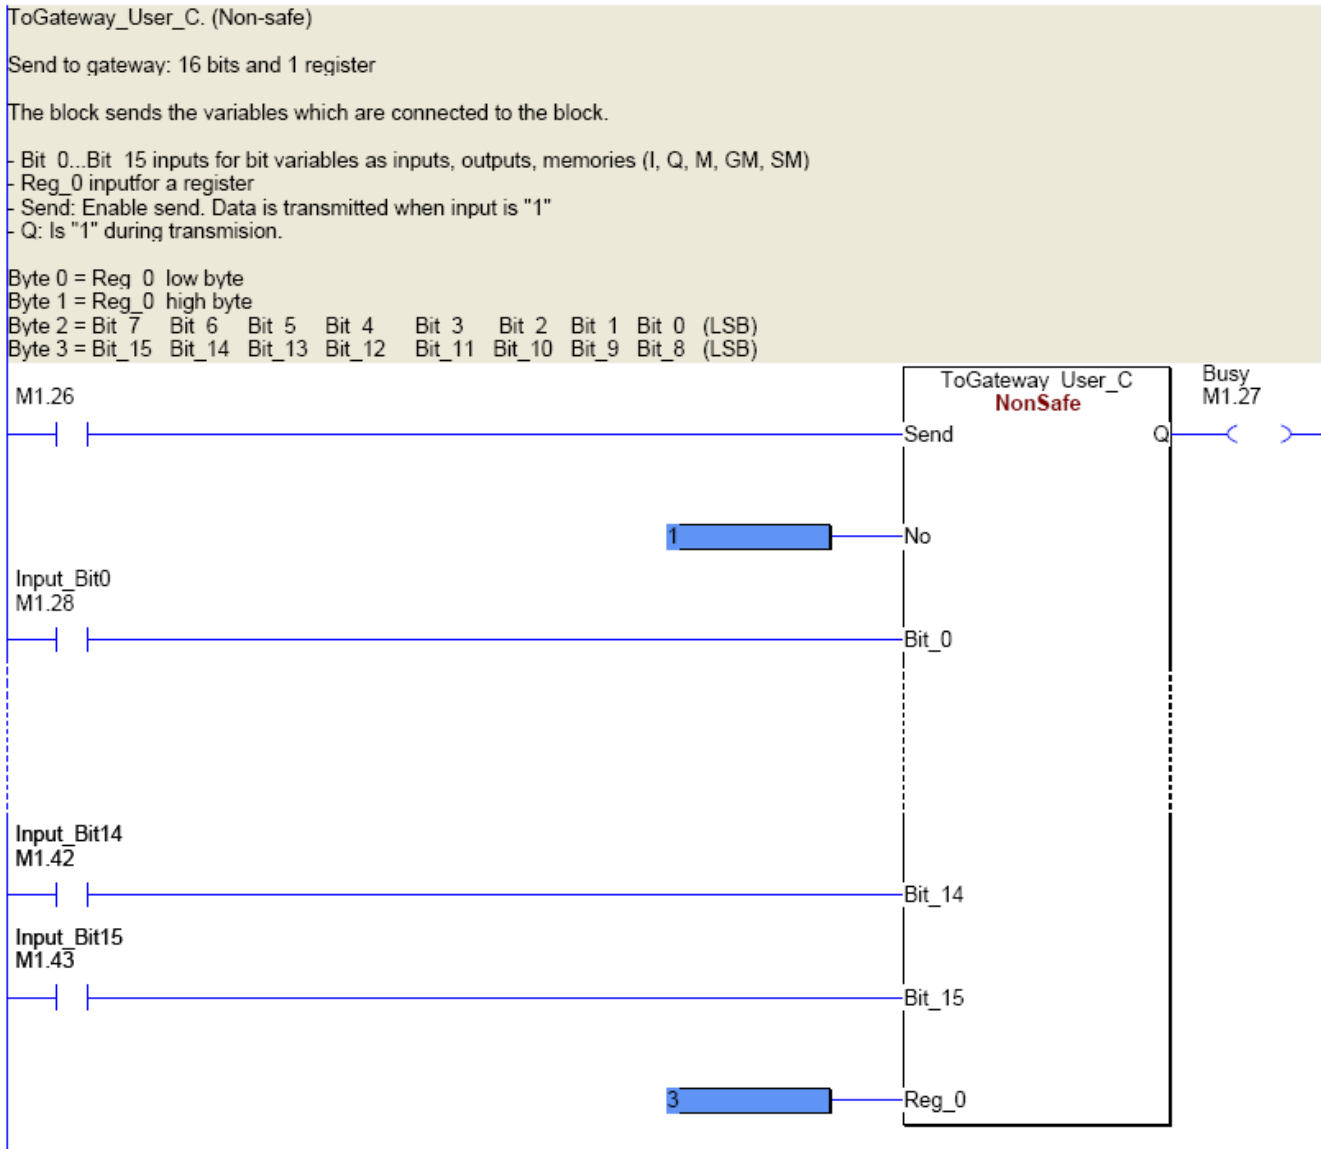 ToGateway_User_C. (Non-safe)
Send to gateway: 16 bits and 1 register
The block sends the variables which are connected to the block.
- Bit_0...Bit_15 inputs for bit variables as inputs, outputs, memories (I, Q, M, GM, SM)
- Reg_0 inputfor a register
- Send: Enable send. Data is transmitted when input is "1"
- Q: Is "1" during transmision.
Byte 0 = Reg_0 low byte
Byte 1 = Reg_0 high byte
Byte 2 = Bit_7 Bit_6 Bit_5 Bit_4 Bit_3 Bit_2 Bit_1 Bit_0 (LSB)
Byte 3 = Bit_15 Bit_14 Bit_13 Bit_12 Bit_11 Bit_10 Bit_9 Bit_8 (LSB)
M1.26
ToGateway_User_C
NonSafe
Busy
M1.27
Send
Q
1
No
Input_Bit0
M1.28
Bit_0
Input_Bit14
M1.42
Bit_14
Input_Bit15
M1.43
Bit_15
3
Reg_0